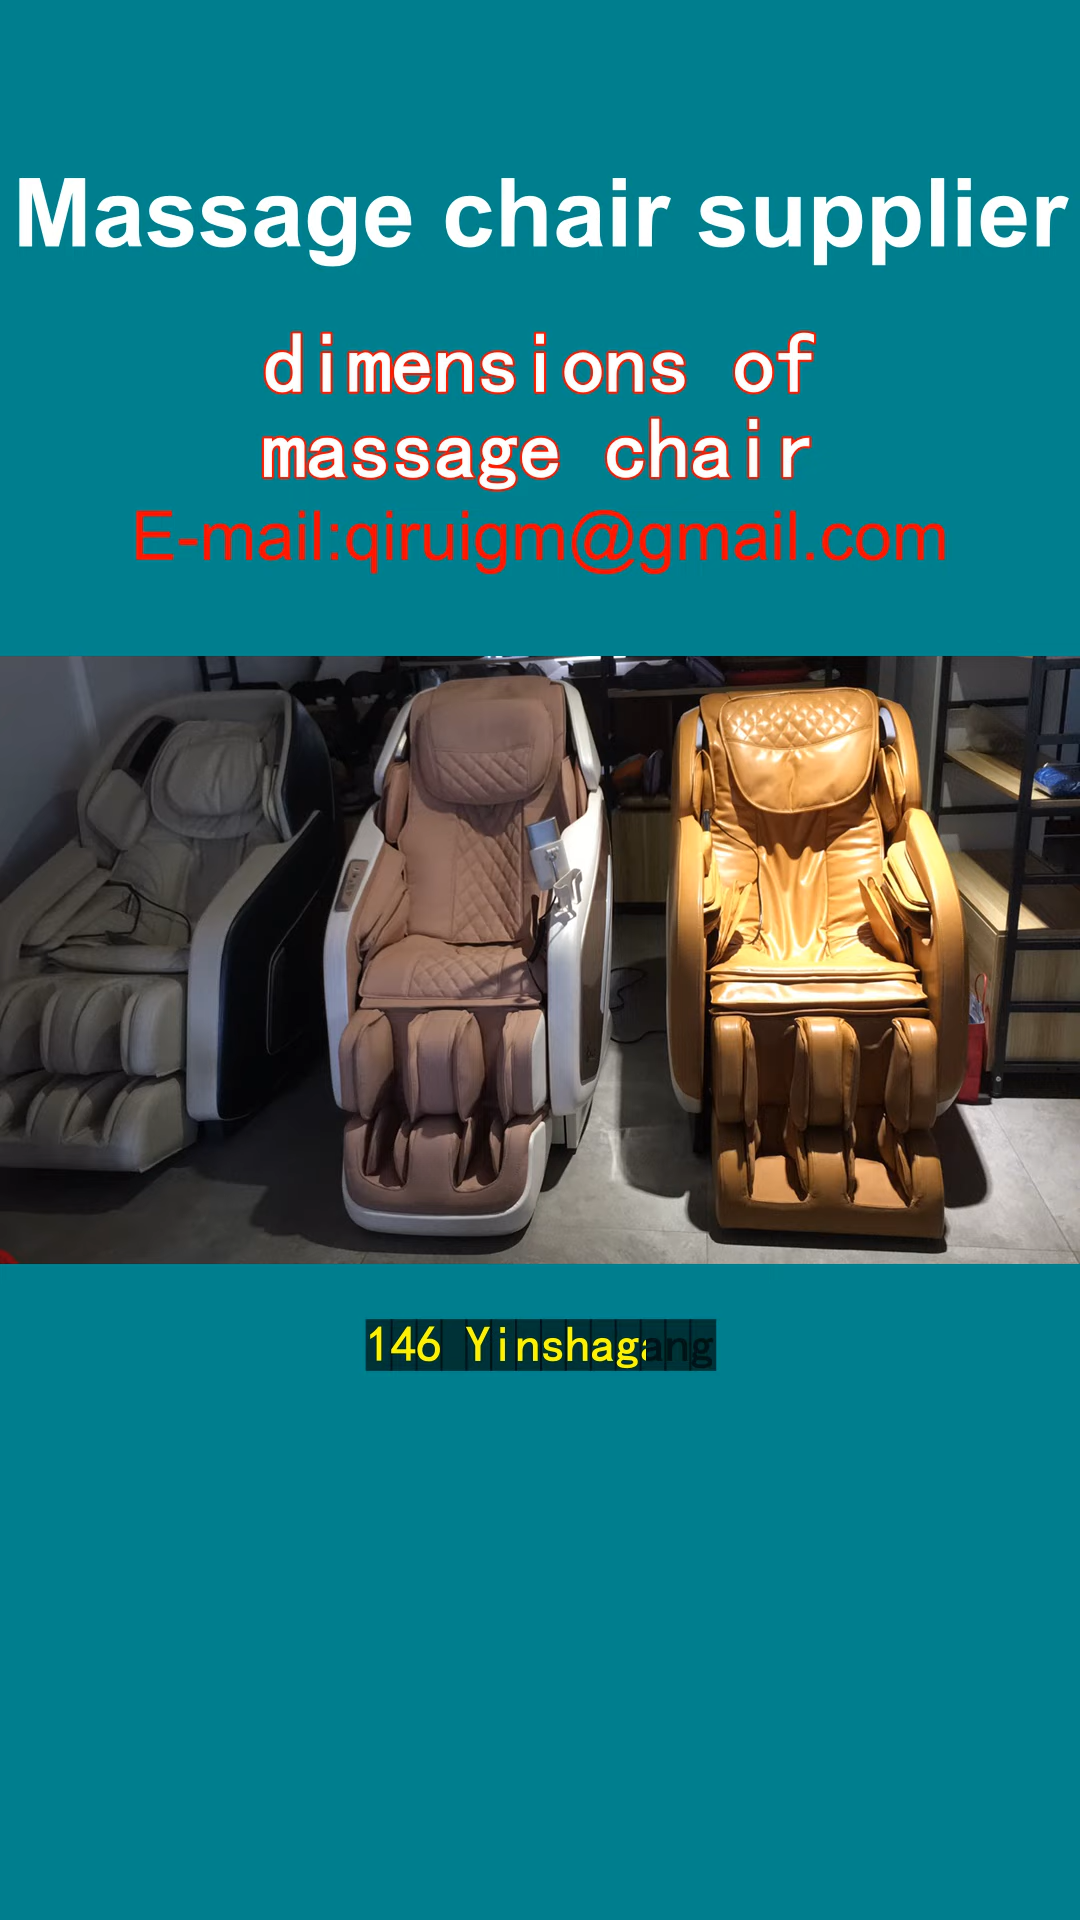 Massage chair supplier
dimensions of
massage chair
E-mail:qiruigm@gmail.com
146 Yinshagang